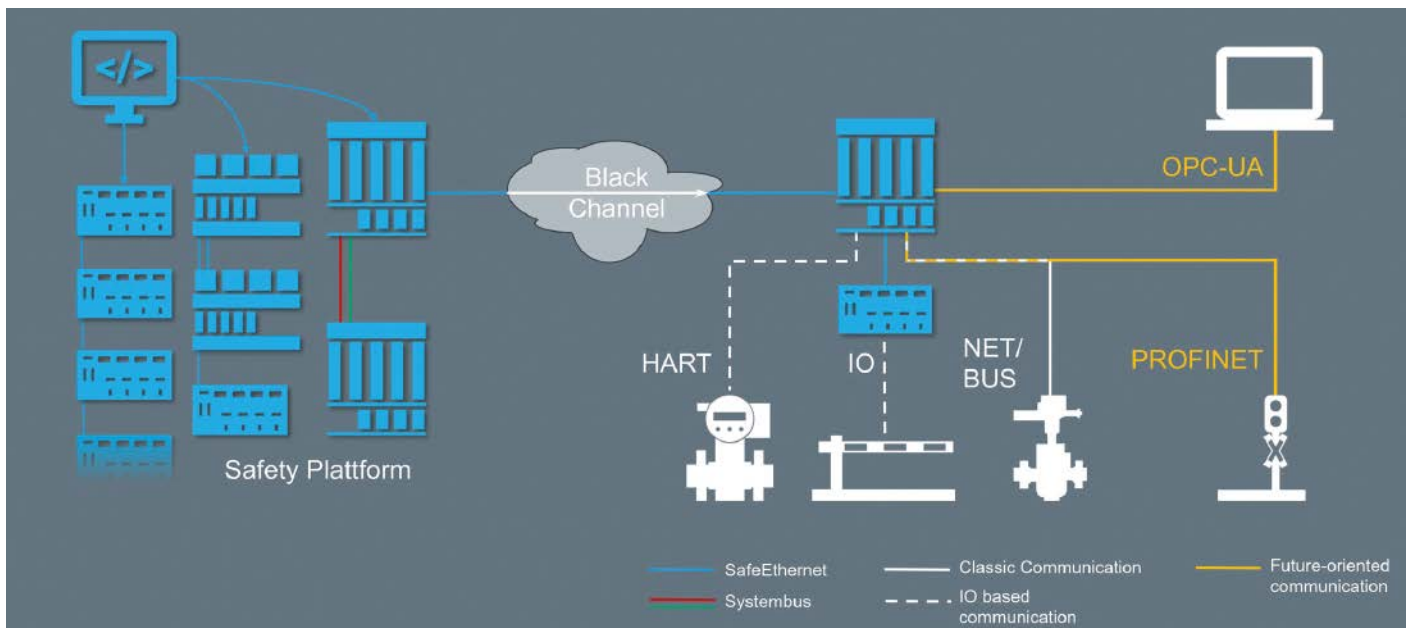 </>
OPC-UA
Black
Channel
HART
IO
NET/
BUS
PROFINET
Safety Plattform
SafeEthernet
Classic Communication
Future-oriented
communication
Systembus
IO based
communication